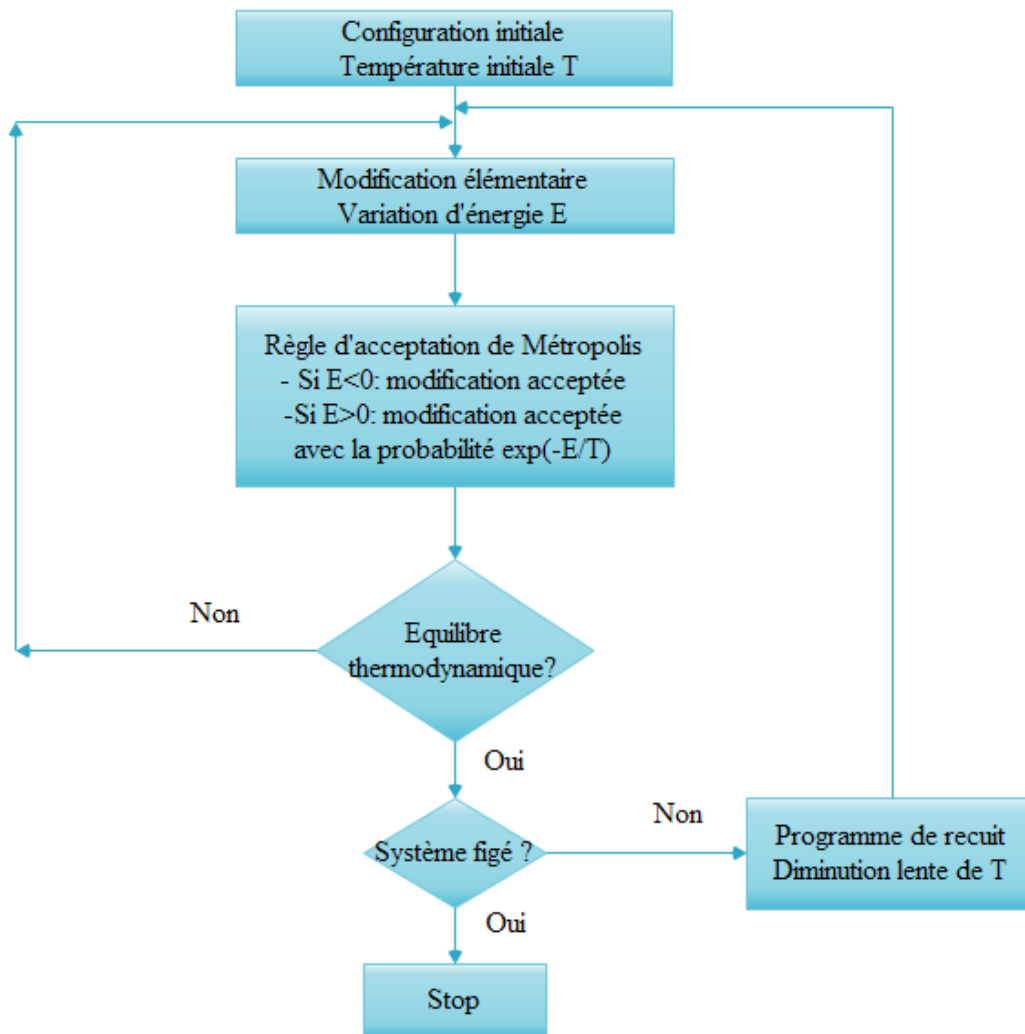 Configuration initiale
Température initiale T
Modification élémentaire
Variation d'énergie E
Règle d'acceptation de Métropolis
- Si E<0: modification acceptée
-Si E>0: modification acceptée
avec la probabilité exp(-E/T)
Non
Equilibre
thermodynamique?
Oui
Système figé ?
Non
Programme de recuit
Diminution lente de T
Oui
Stop